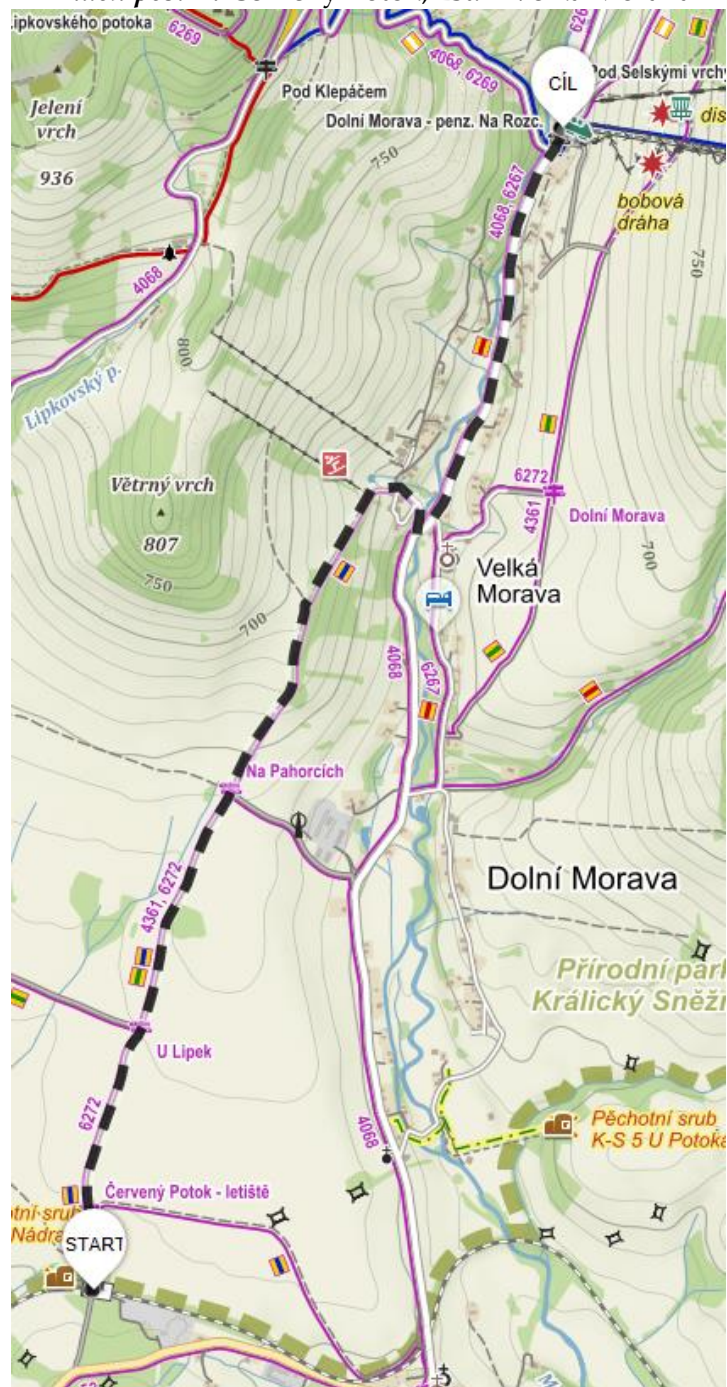 Lipkovského potoka
6269
Jelení
vrch
936
4068
Pod Klepáčem
4068, 6269
Pod Selskými vrchy
CÍL
Dolní Morava - penz. Na Rozc.
750
4068, 6267
bobová
dráha
750
800
Lipkovský p.
Větrný vrch
807
750
700
6272
4361
Dolní Morava
700
Velká
Morava
4068
6267
Na Pahorcích
4361, 6272
Dolní Morava
Přírodní park
U Lipek
6272
4068
Pěchotní srub
K-S 5 U Potoka
Červený Potok - letiště
START